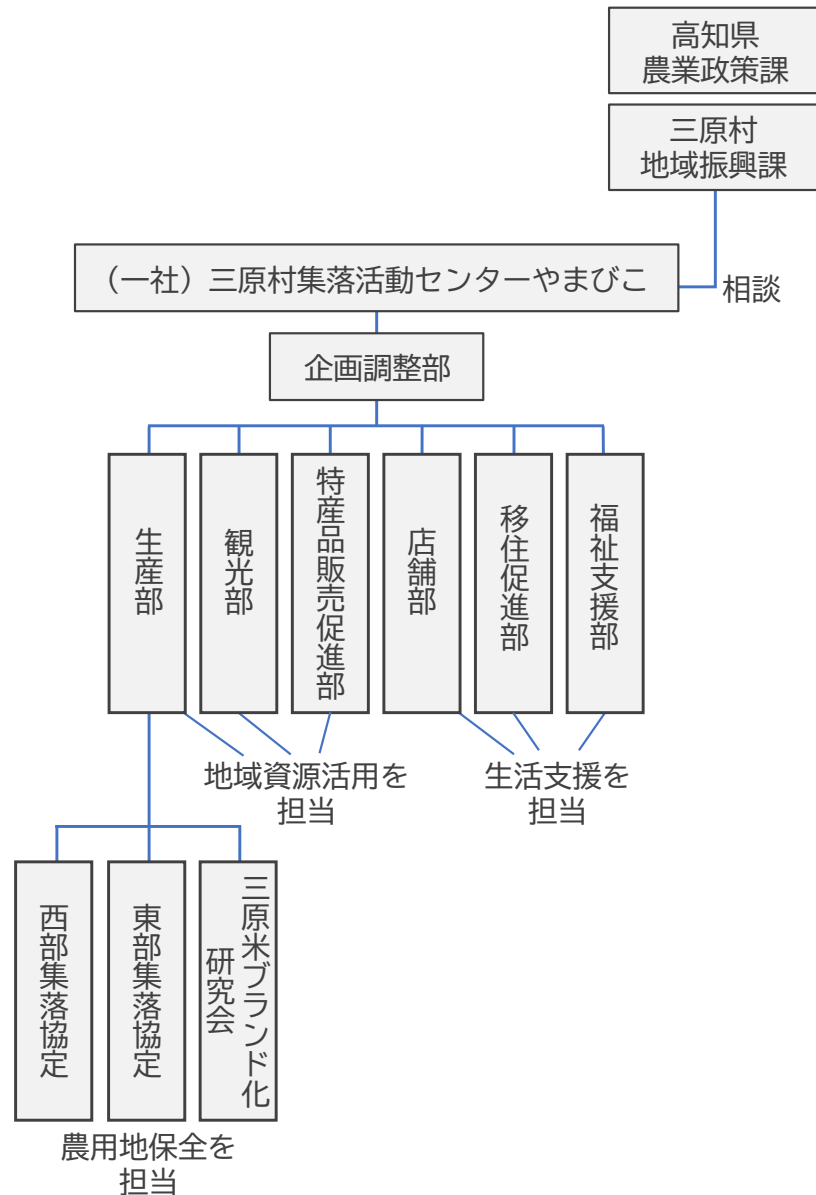 高知県
農業政策課
三原村
地域振興課
（一社）三原村集落活動センターやまびこ
相談
企画調整部
生産部
観光部
特産品販売促進部
店舗部
移住促進部
福祉支援部
地域資源活用を
担当
生活支援を
担当
西部集落協定
東部集落協定
三原米ブランド化
研究会
農用地保全を
担当